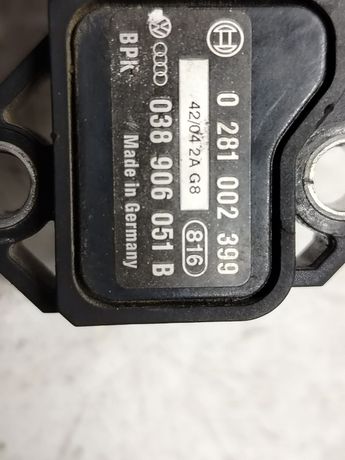 0 281 002 399
42/04 2A G8
816
038 906 051 B
BPK
Made in Germany